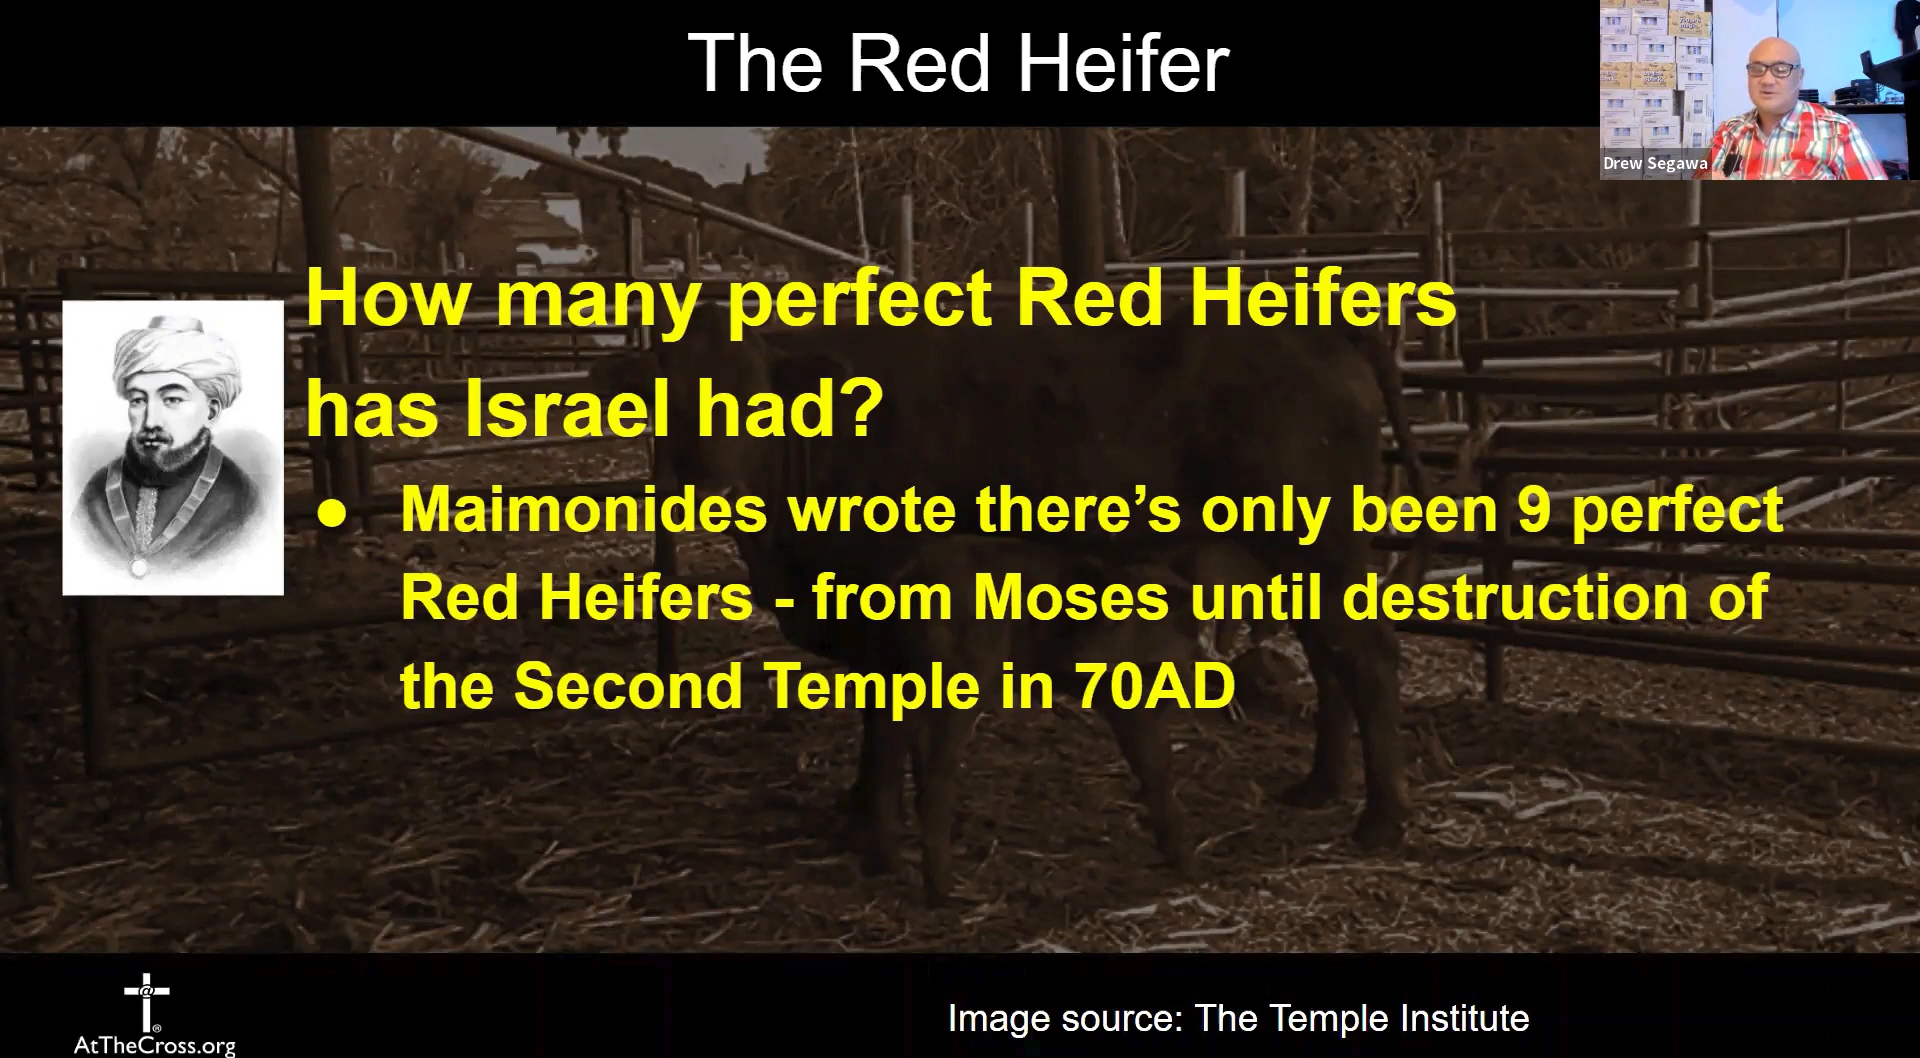 The Red Heifer
Drew Segawa
How many perfect Red Heifers
has Israel had?
● Maimonides wrote there’s only been 9 perfect
Red Heifers - from Moses until destruction of
the Second Temple in 70AD
@
®
AtTheCross.org
Image source: The Temple Institute